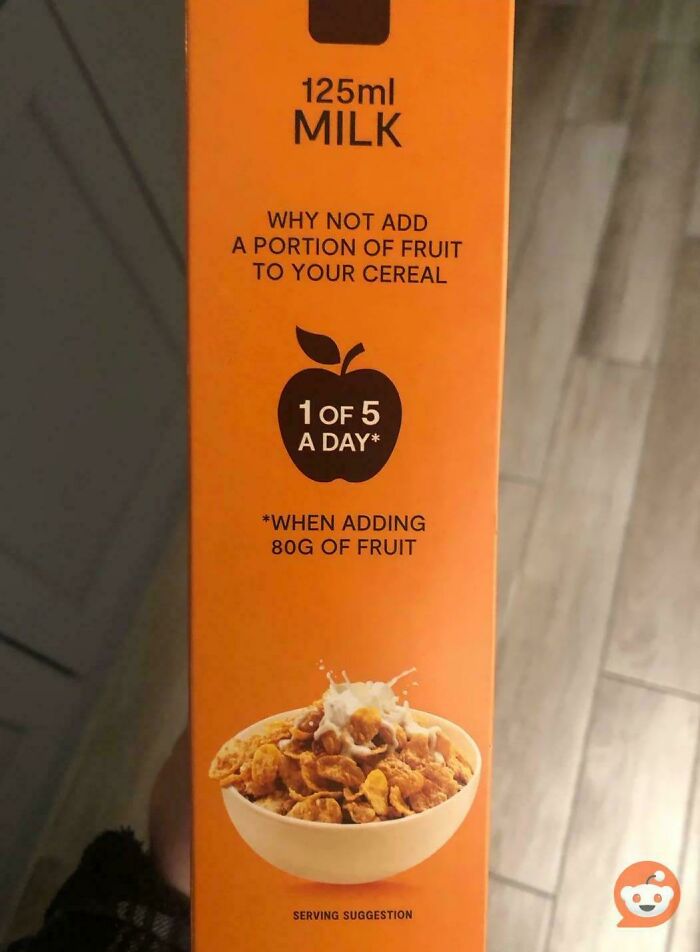 125ml
MILK
WHY NOT ADD
A PORTION OF FRUIT
TO YOUR CEREAL
1 OF 5
A DAY*
*WHEN ADDING
80G OF FRUIT
SERVING SUGGESTION